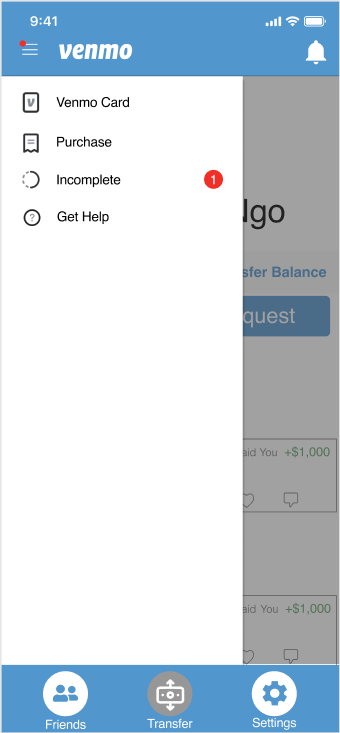 9:41
venmo
Venmo Card
Purchase
Incomplete 1
Get Help
Ngo
sfer Balance
quest
aid You +$1,000
aid You +$1,000
Friends
Transfer
Settings